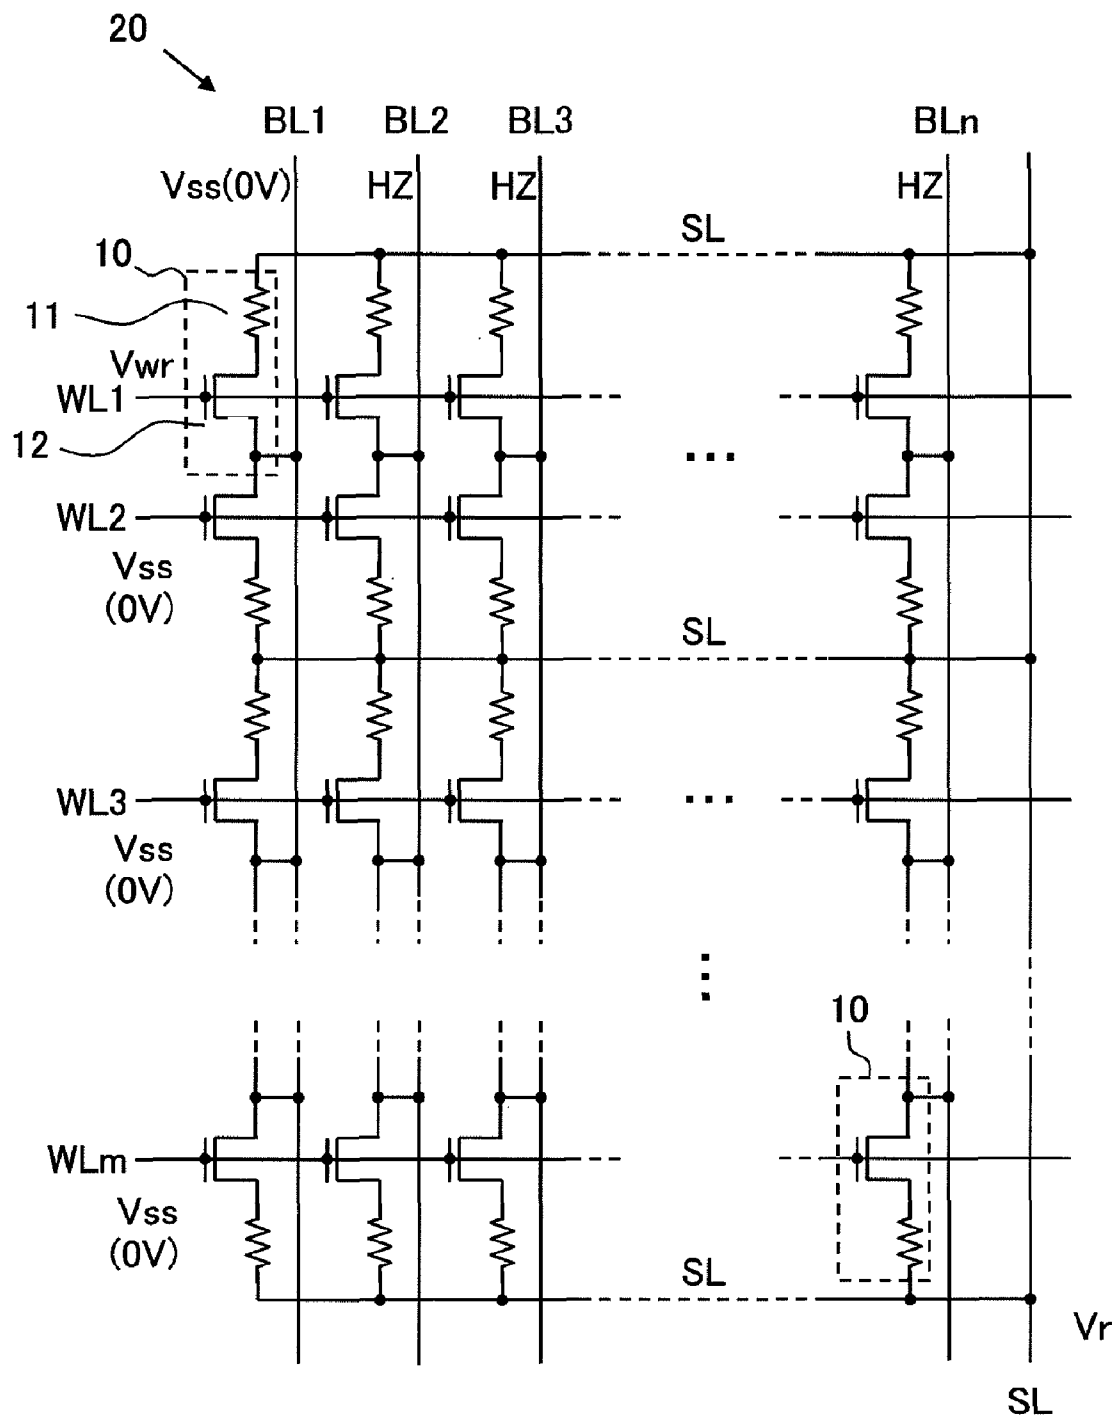 20
BL1 BL2 BL3 BLn
Vss(0V) HZ HZ HZ
SL
10
11
Vwr
WL1
12
...
WL2
Vss
(0V)
SL
WL3
...
Vss
(0V)
...
10
WLm
Vss
(0V)
SL
Vr
SL